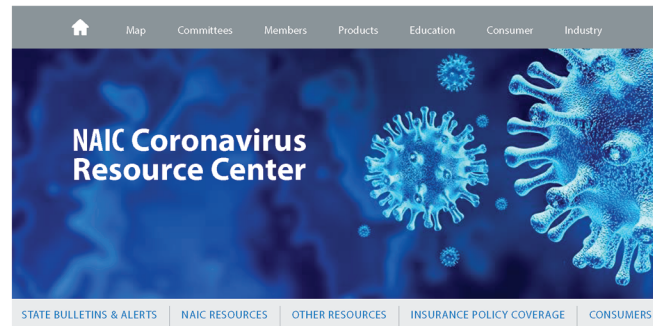 Map Committees Members Products Education Consumer Industry
NAIC Coronavirus
Resource Center
STATE BULLETINS & ALERTS NAIC RESOURCES OTHER RESOURCES INSURANCE POLICY COVERAGE CONSUMERS